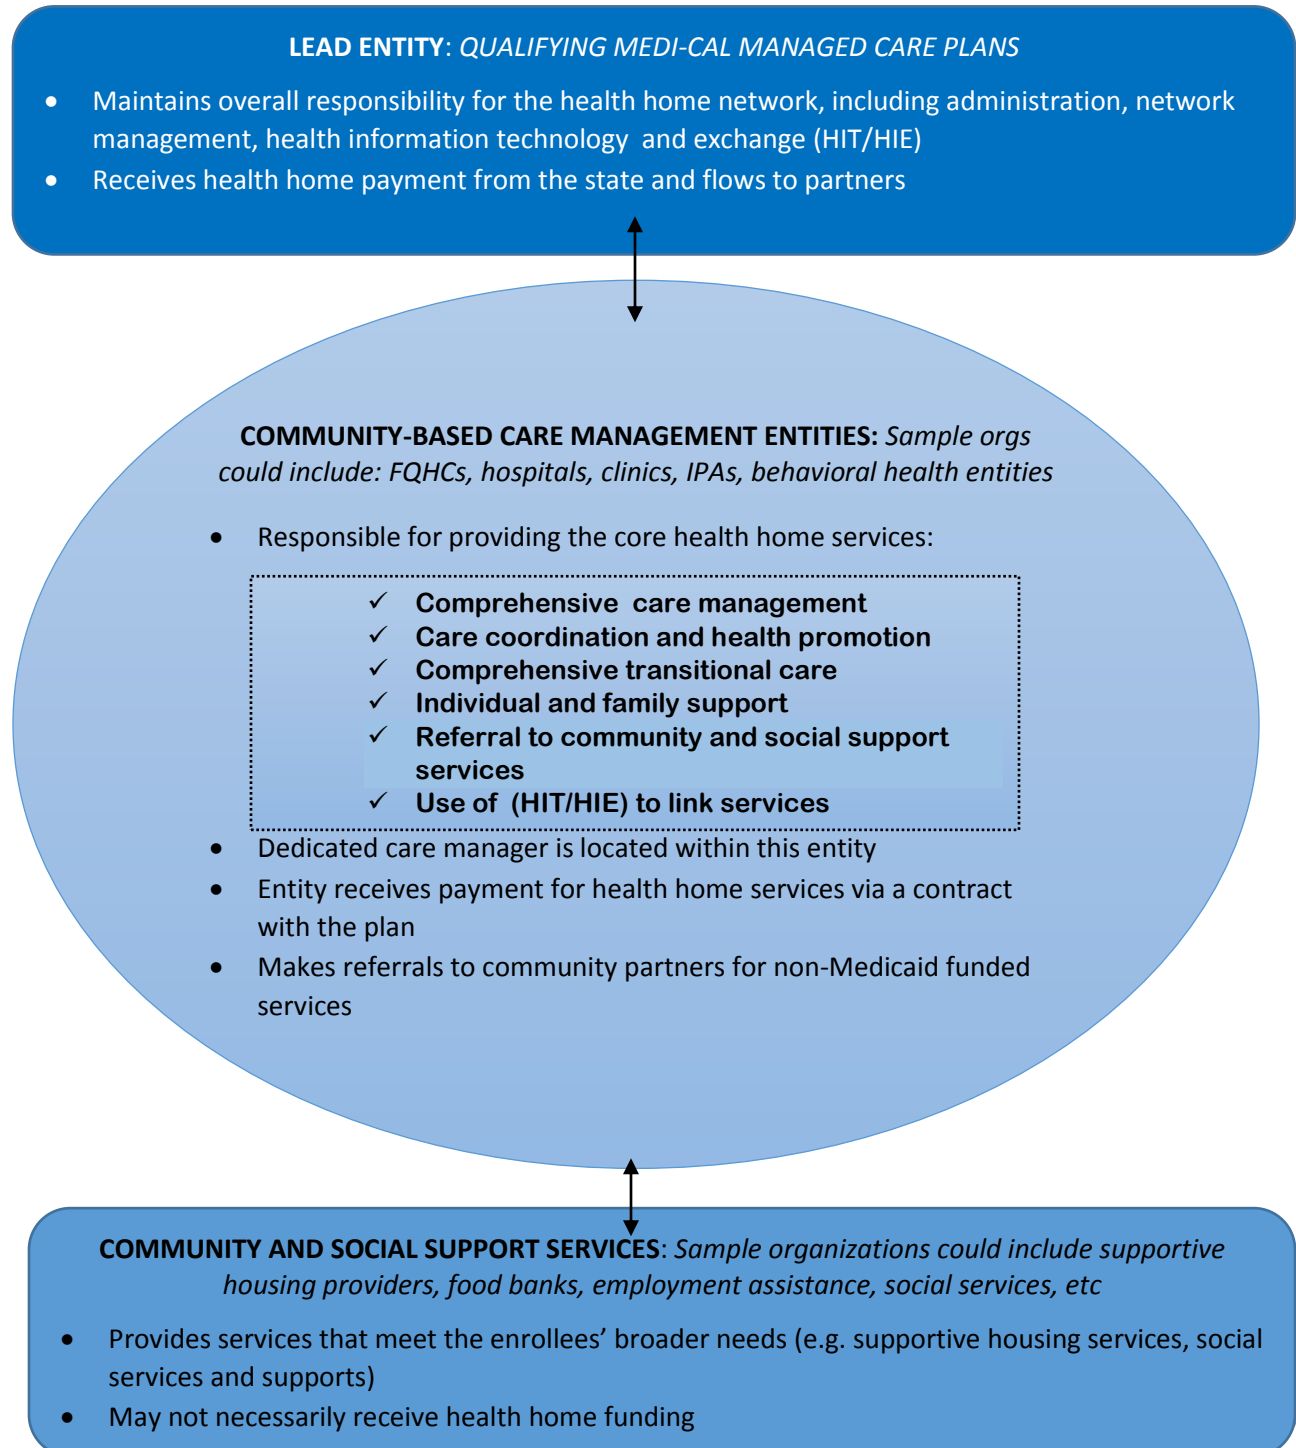 LEAD ENTITY: QUALIFYING MEDI-CAL MANAGED CARE PLANS
• Maintains overall responsibility for the health home network, including administration, network
management, health information technology  and exchange (HIT/HIE)
• Receives health home payment from the state and flows to partners
COMMUNITY-BASED CARE MANAGEMENT ENTITIES: Sample orgs
could include: FQHCs, hospitals, clinics, IPAs, behavioral health entities
• Responsible for providing the core health home services:
✓ Comprehensive  care management
✓ Care coordination and health promotion
✓ Comprehensive transitional care
✓ Individual and family support
✓ Referral to community and social support
services
✓ Use of  (HIT/HIE) to link services
• Dedicated care manager is located within this entity
• Entity receives payment for health home services via a contract
with the plan
• Makes referrals to community partners for non-Medicaid funded
services
COMMUNITY AND SOCIAL SUPPORT SERVICES: Sample organizations could include supportive
housing providers, food banks, employment assistance, social services, etc
• Provides services that meet the enrollees’ broader needs (e.g. supportive housing services, social
services and supports)
• May not necessarily receive health home funding